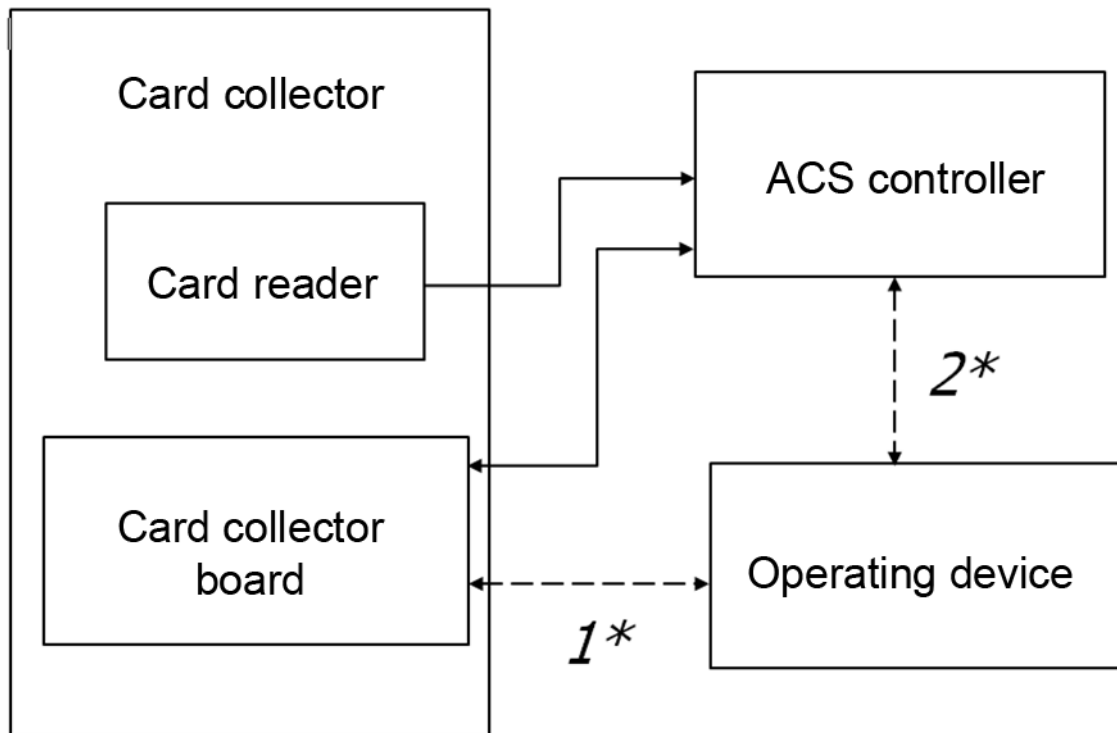 Card collector
ACS controller
Card reader
2*
Card collector
board
Operating device
1*